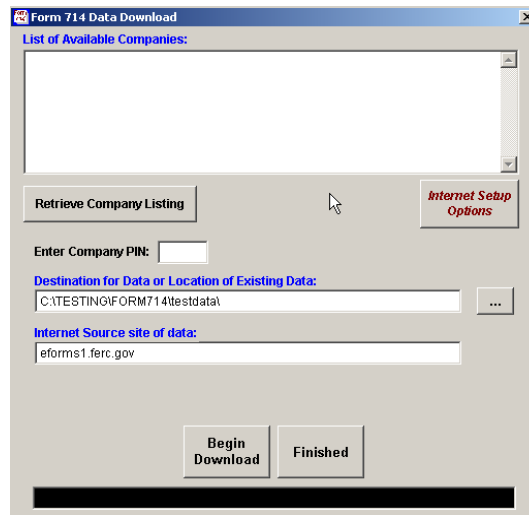 Form 714 Data Download
List of Available Companies:
Retrieve Company Listing
Internet Setup
Options
Enter Company PIN:
Destination for Data or Location of Existing Data:
C:\TESTING\FORM714\testdata\
...
Internet Source site of data:
eforms1.ferc.gov
Begin
Download
Finished